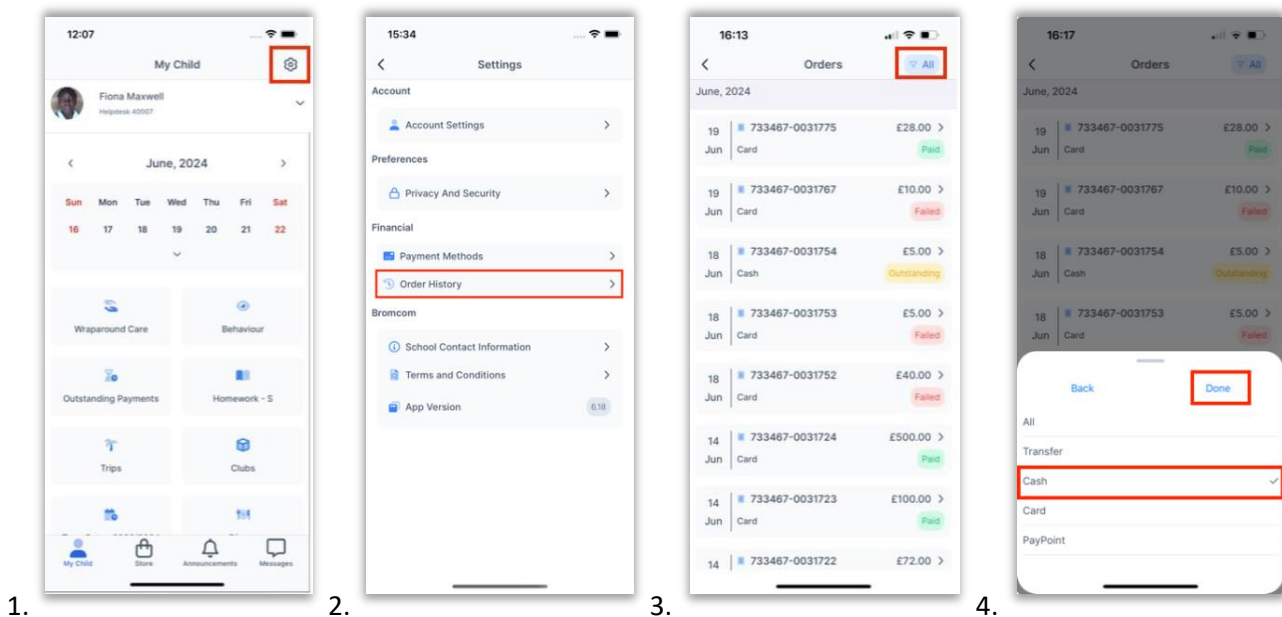 12:07
My Child
Fiona Maxwell
Helpdesk 40007
June, 2024
Sun Mon Tue Wed Thu Fri Sat
16 17 18 19 20 21 22
Wraparound Care Behaviour
Outstanding Payments Homework - S
Trips Clubs
My Child Store Announcements Messages
1.
15:34
Settings
Account
Account Settings
Preferences
Privacy And Security
Financial
Payment Methods
Order History
Bromcom
School Contact Information
Terms and Conditions
App Version 6.18
2.
16:13
Orders All
June, 2024
19 Jun 733467-0031775 £28.00
Card Paid
19 Jun 733467-0031767 £10.00
Card Failed
18 Jun 733467-0031754 £5.00
Cash Outstanding
18 Jun 733467-0031753 £5.00
Card Failed
18 Jun 733467-0031752 £40.00
Card Failed
14 Jun 733467-0031724 £500.00
Card Paid
14 Jun 733467-0031723 £100.00
Card Paid
14 733467-0031722 £72.00
3.
16:17
Orders All
June, 2024
19 Jun 733467-0031775 £28.00
Card Paid
19 Jun 733467-0031767 £10.00
Card Failed
18 Jun 733467-0031754 £5.00
Cash Outstanding
18 Jun 733467-0031753 £5.00
Card Failed
Back Done
All
Transfer
Cash
Card
PayPoint
4.